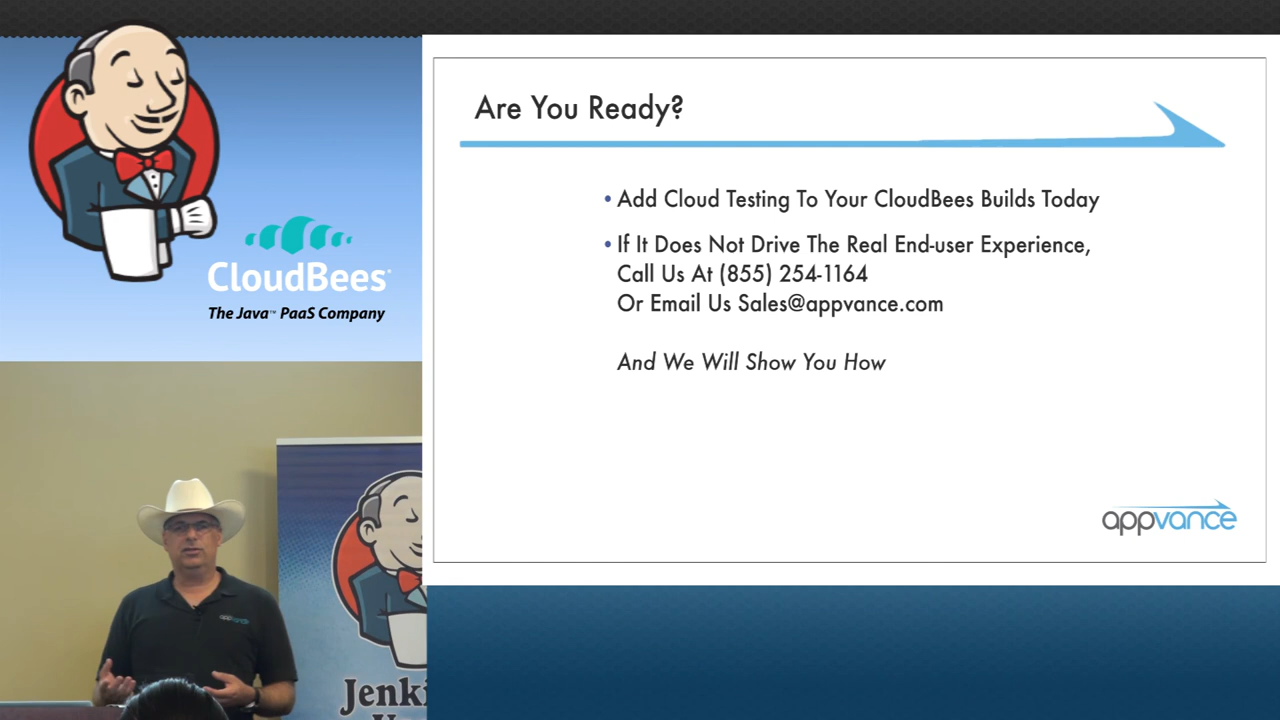 CloudBees
The Java™ PaaS Company
Are You Ready?
• Add Cloud Testing To Your CloudBees Builds Today
• If It Does Not Drive The Real End-user Experience,
Call Us At (855) 254-1164
Or Email Us Sales@appvance.com
And We Will Show You How
appvance
appvance